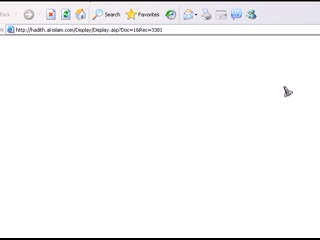 Back Search Favorites
http://hadith.al-islam.com/Display/Display.asp?Doc=1&Rec=3381